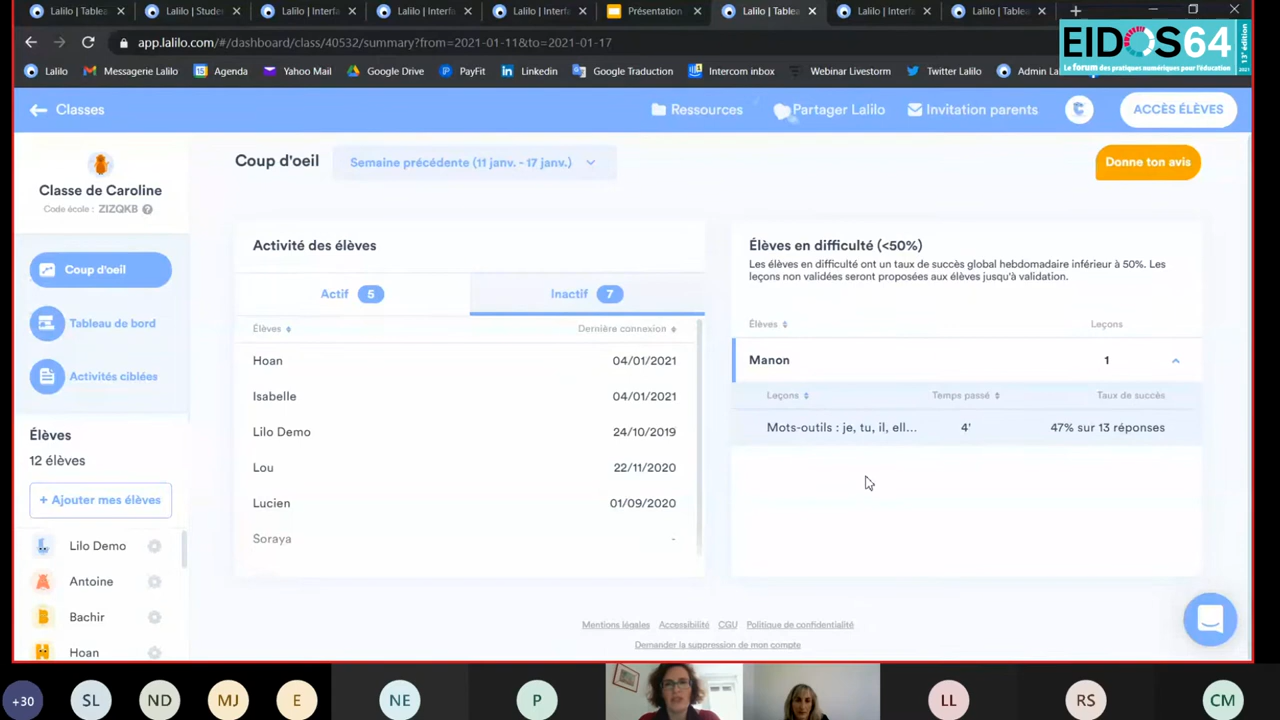 Lalilo | Tablea
Lalilo | Studer
Lalilo | Interfa
Lalilo | Interfa
Lalilo | Interfa
Présentation
Lalilo | Tablea
Lalilo | Interfa
Lalilo | Tablea
app.lalilo.com/#/dashboard/class/40532/summary?from=2021-01-11&to=2021-01-17
EIDOS64
Le forum des pratiques numériques pour l'éducation
13e édition
2021
Lalilo
Messagerie Lalilo
Agenda
Yahoo Mail
Google Drive
PayFit
LinkedIn
Google Traduction
Intercom inbox
Webinar Livestorm
Twitter Lalilo
Admin La
Classes
Ressources
Partager Lalilo
Invitation parents
C
ACCÈS ÉLÈVES
Classe de Caroline
Code école : ZIZQKB ?
Coup d'oeil
Tableau de bord
Activités ciblées
Élèves
12 élèves
+ Ajouter mes élèves
Lilo Demo
Antoine
Bachir
Hoan
Coup d'oeil
Semaine précédente (11 janv. - 17 janv.)
Donne ton avis
Activité des élèves
Actif 5
Inactif 7
Élèves Dernière connexion
Hoan 04/01/2021
Isabelle 04/01/2021
Lilo Demo 24/10/2019
Lou 22/11/2020
Lucien 01/09/2020
Soraya -
Élèves en difficulté (<50%)
Les élèves en difficulté ont un taux de succès global hebdomadaire inférieur à 50%. Les
leçons non validées seront proposées aux élèves jusqu'à validation.
Élèves Leçons
Manon 1
Leçons Temps passé Taux de succès
Mots-outils : je, tu, il, ell... 4' 47% sur 13 réponses
Mentions légales Accessibilité CGU Politique de confidentialité
Demander la suppression de mon compte
+30
SL
ND
MJ
E
NE
P
LL
RS
CM